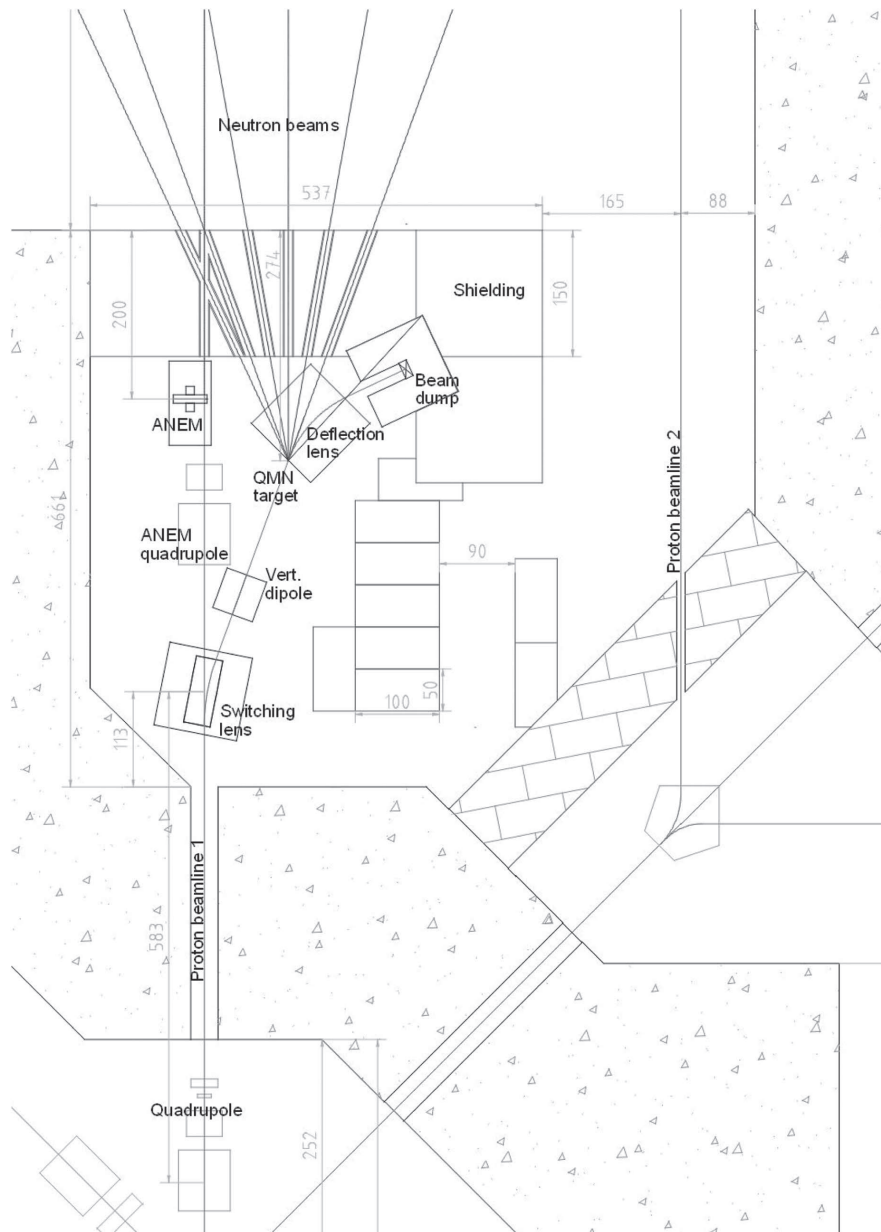 Neutron beams
537
165
88
274
Shielding
150
200
Beam
dump
ANEM
Deflection
lens
QMN
target
Proton beamline 2
661
ANEM
quadrupole
90
Vert.
dipole
Switching
lens
50
100
113
Proton beamline 1
583
Quadrupole
252